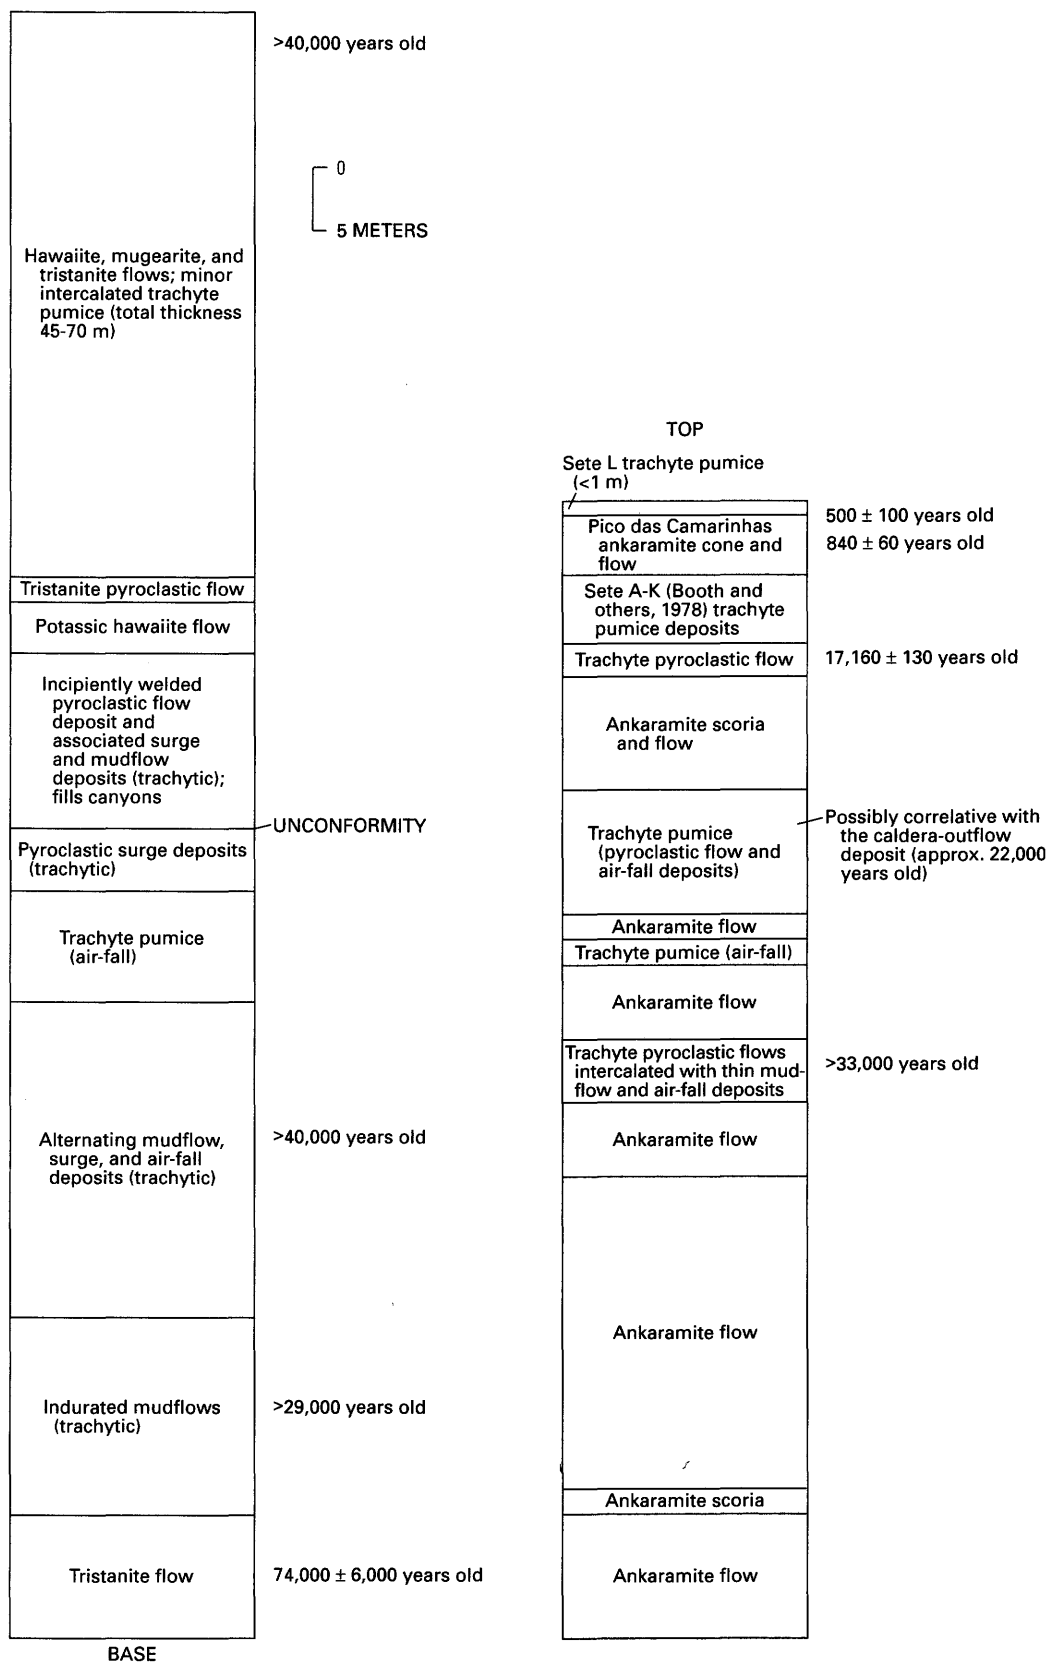 >40,000 years old
0
5 METERS
Hawaiite, mugearite, and
tristanite flows; minor
intercalated trachyte
pumice (total thickness
45-70 m)
Tristanite pyroclastic flow
Potassic hawaiite flow
Incipiently welded
pyroclastic flow
deposit and
associated surge
and mudflow
deposits (trachytic);
fills canyons
UNCONFORMITY
Pyroclastic surge deposits
(trachytic)
Trachyte pumice
(air-fall)
Alternating mudflow,
surge, and air-fall
deposits (trachytic)
>40,000 years old
Indurated mudflows
(trachytic)
>29,000 years old
Tristanite flow
74,000 ± 6,000 years old
BASE
TOP
Sete L trachyte pumice
(<1 m)
500 ± 100 years old
Pico das Camarinhas
ankaramite cone and
flow
840 ± 60 years old
Sete A-K (Booth and
others, 1978) trachyte
pumice deposits
Trachyte pyroclastic flow
17,160 ± 130 years old
Ankaramite scoria
and flow
Trachyte pumice
(pyroclastic flow and
air-fall deposits)
Possibly correlative with
the caldera-outflow
deposit (approx. 22,000
years old)
Ankaramite flow
Trachyte pumice (air-fall)
Ankaramite flow
Trachyte pyroclastic flows
intercalated with thin mud-
flow and air-fall deposits
>33,000 years old
Ankaramite flow
Ankaramite flow
Ankaramite scoria
Ankaramite flow